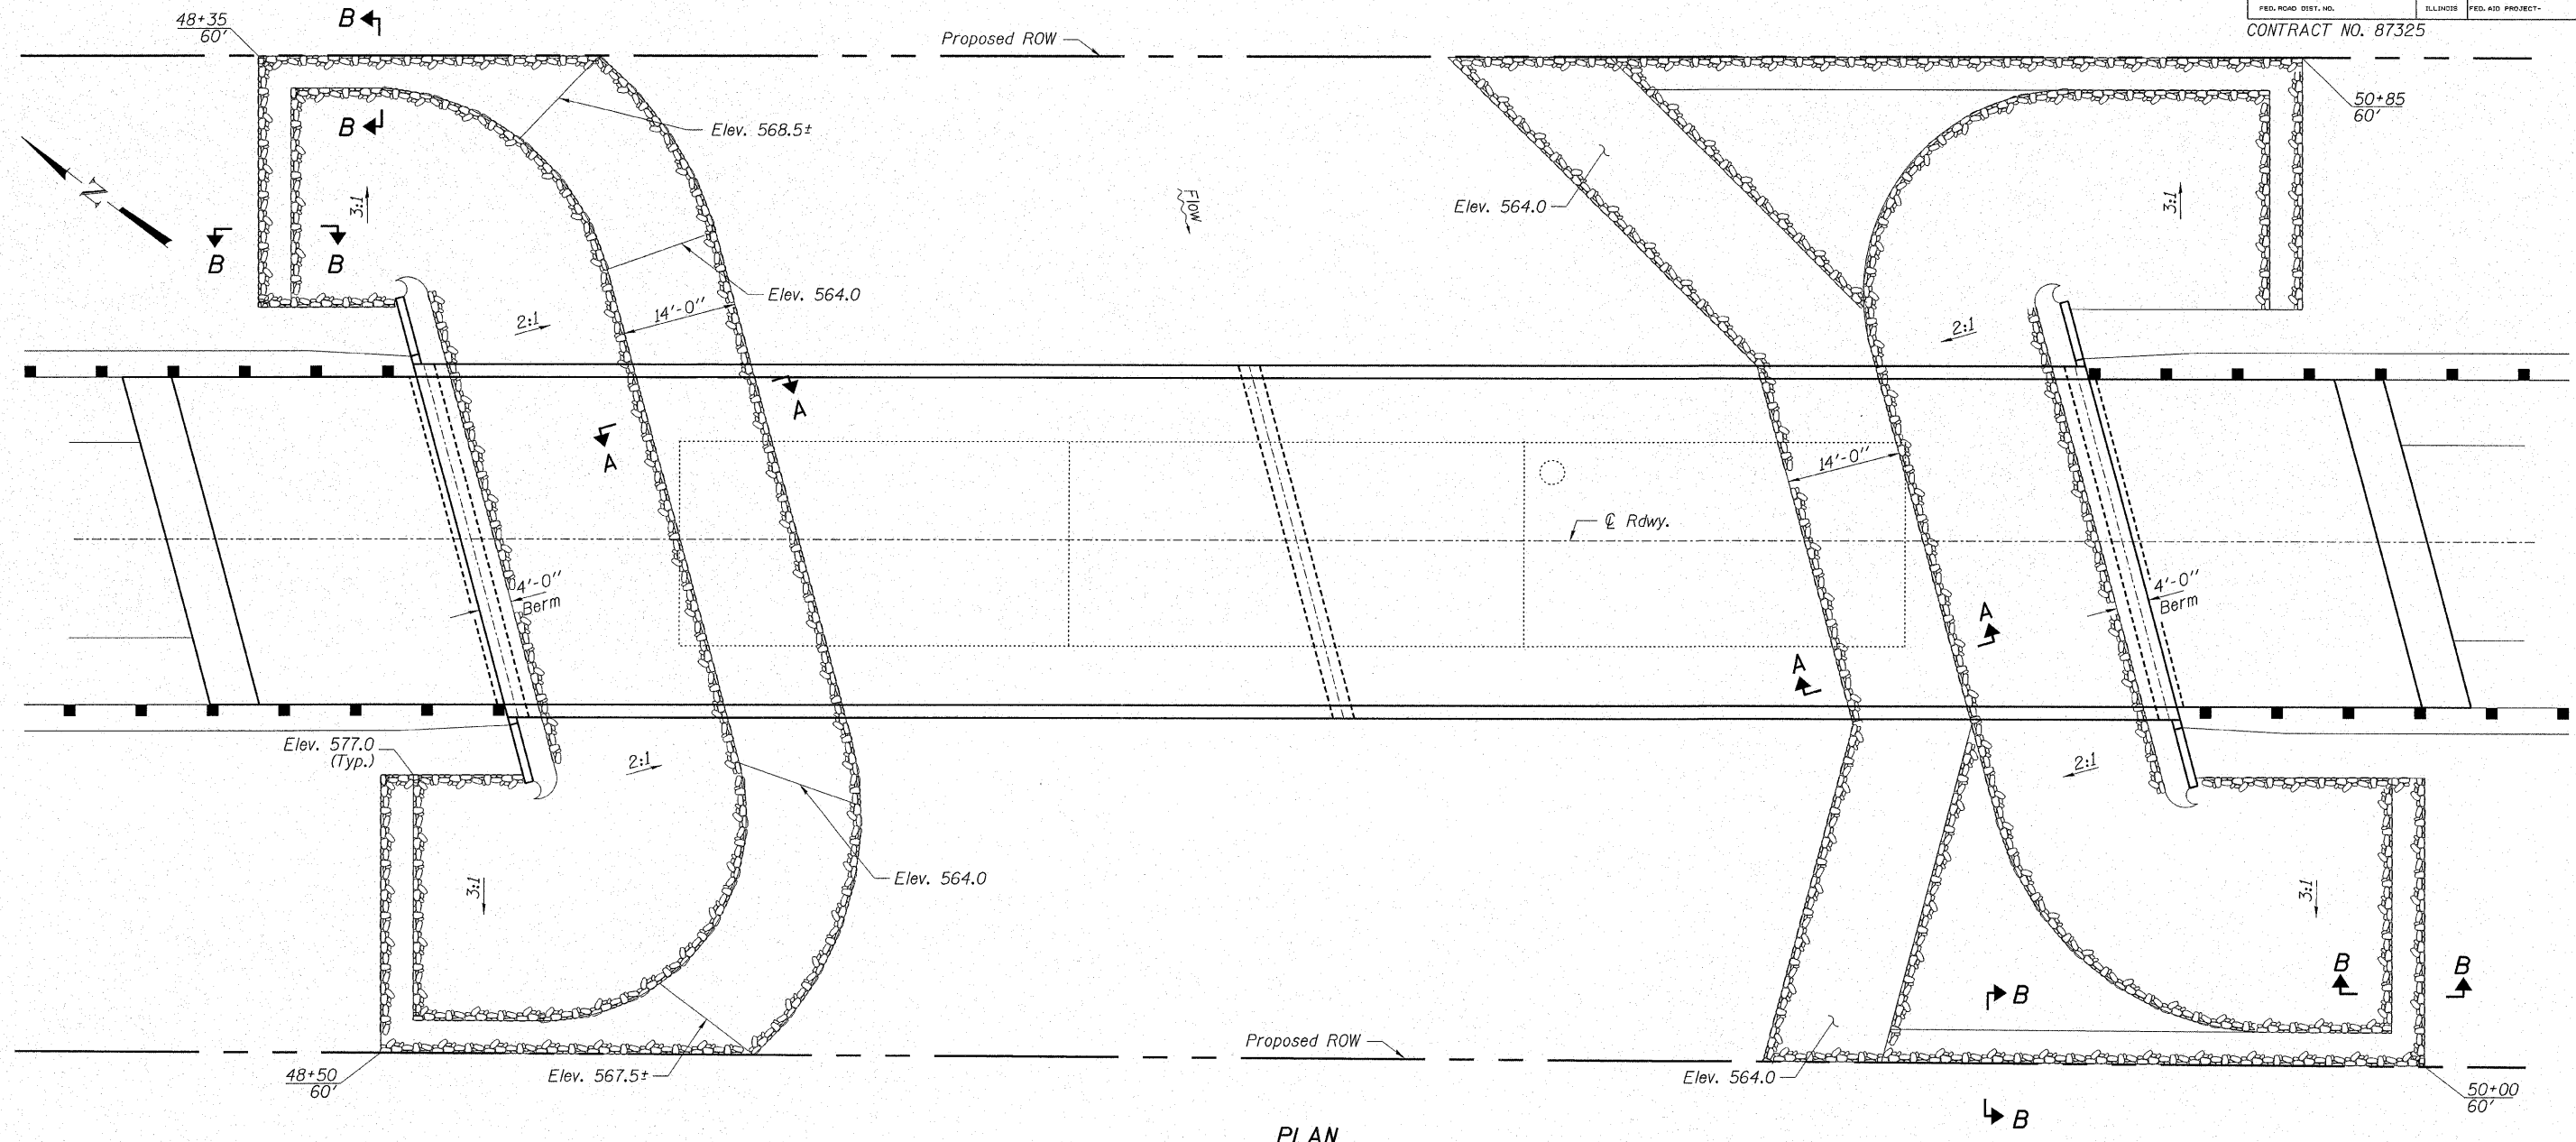 FED. ROAD DIST. NO. ILLINOIS FED. AID PROJECT-
CONTRACT NO. 87325
48+35
60'
B
Proposed ROW
50+85
60'
B
Elev. 568.5±
N
3:1
Flow
Elev. 564.0
3:1
B
B
Elev. 564.0
14'-0"
2:1
2:1
A
A
14'-0"
℄ Rdwy.
4'-0"
Berm
4'-0"
Berm
A
A
Elev. 577.0
(Typ.)
2:1
2:1
Elev. 564.0
3:1
3:1
B
B
B
Proposed ROW
48+50
60'
Elev. 567.5±
Elev. 564.0
50+00
60'
B
PLAN